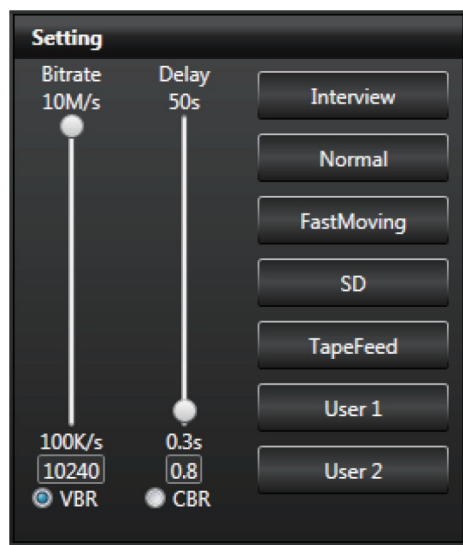 Setting
Bitrate Delay
10M/s 50s
Interview
Normal
FastMoving
SD
TapeFeed
User 1
User 2
100K/s 0.3s
10240 0.8
VBR CBR